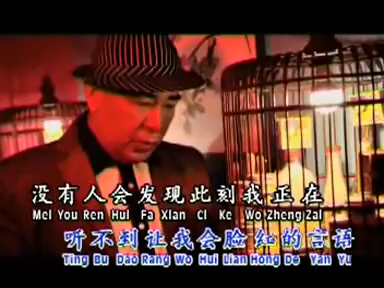 没有人会发现此刻我正在
Mei You Ren Hui Fa Xian Ci Ke Wo Zheng Zai
听不到让我会脸红的言语
Ting Bu Dao Rang Wo Hui Lian Hong De Yan Yu